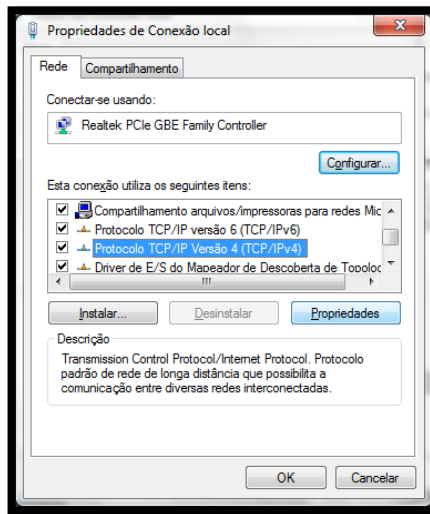 Propriedades de Conexão local
Rede Compartilhamento
Conectar-se usando:
Realtek PCIe GBE Family Controller
Configurar...
Esta conexão utiliza os seguintes itens:
Compartilhamento arquivos/impressoras para redes Mic
Protocolo TCP/IP versão 6 (TCP/IPv6)
Protocolo TCP/IP Versão 4 (TCP/IPv4)
Driver de E/S do Mapeador de Descoberta de Topoloc
Instalar... Desinstalar Propriedades
Descrição
Transmission Control Protocol/Internet Protocol. Protocolo
padrão de rede de longa distância que possibilita a
comunicação entre diversas redes interconectadas.
OK Cancelar